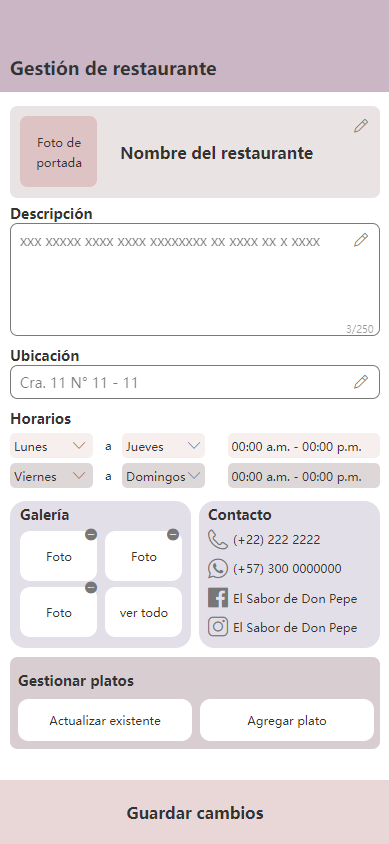 Gestión de restaurante
Foto de
portada
Nombre del restaurante
Descripción
xxx xxxxx xxxx xxxx xxxxxxxx xx xxxx xx x xxxx
3/250
Ubicación
Cra. 11 N° 11 - 11
Horarios
Lunes a Jueves 00:00 a.m. - 00:00 p.m.
Viernes a Domingos 00:00 a.m. - 00:00 p.m.
Galería
Foto Foto
Foto ver todo
Contacto
(+22) 222 2222
(+57) 300 0000000
El Sabor de Don Pepe
El Sabor de Don Pepe
Gestionar platos
Actualizar existente Agregar plato
Guardar cambios